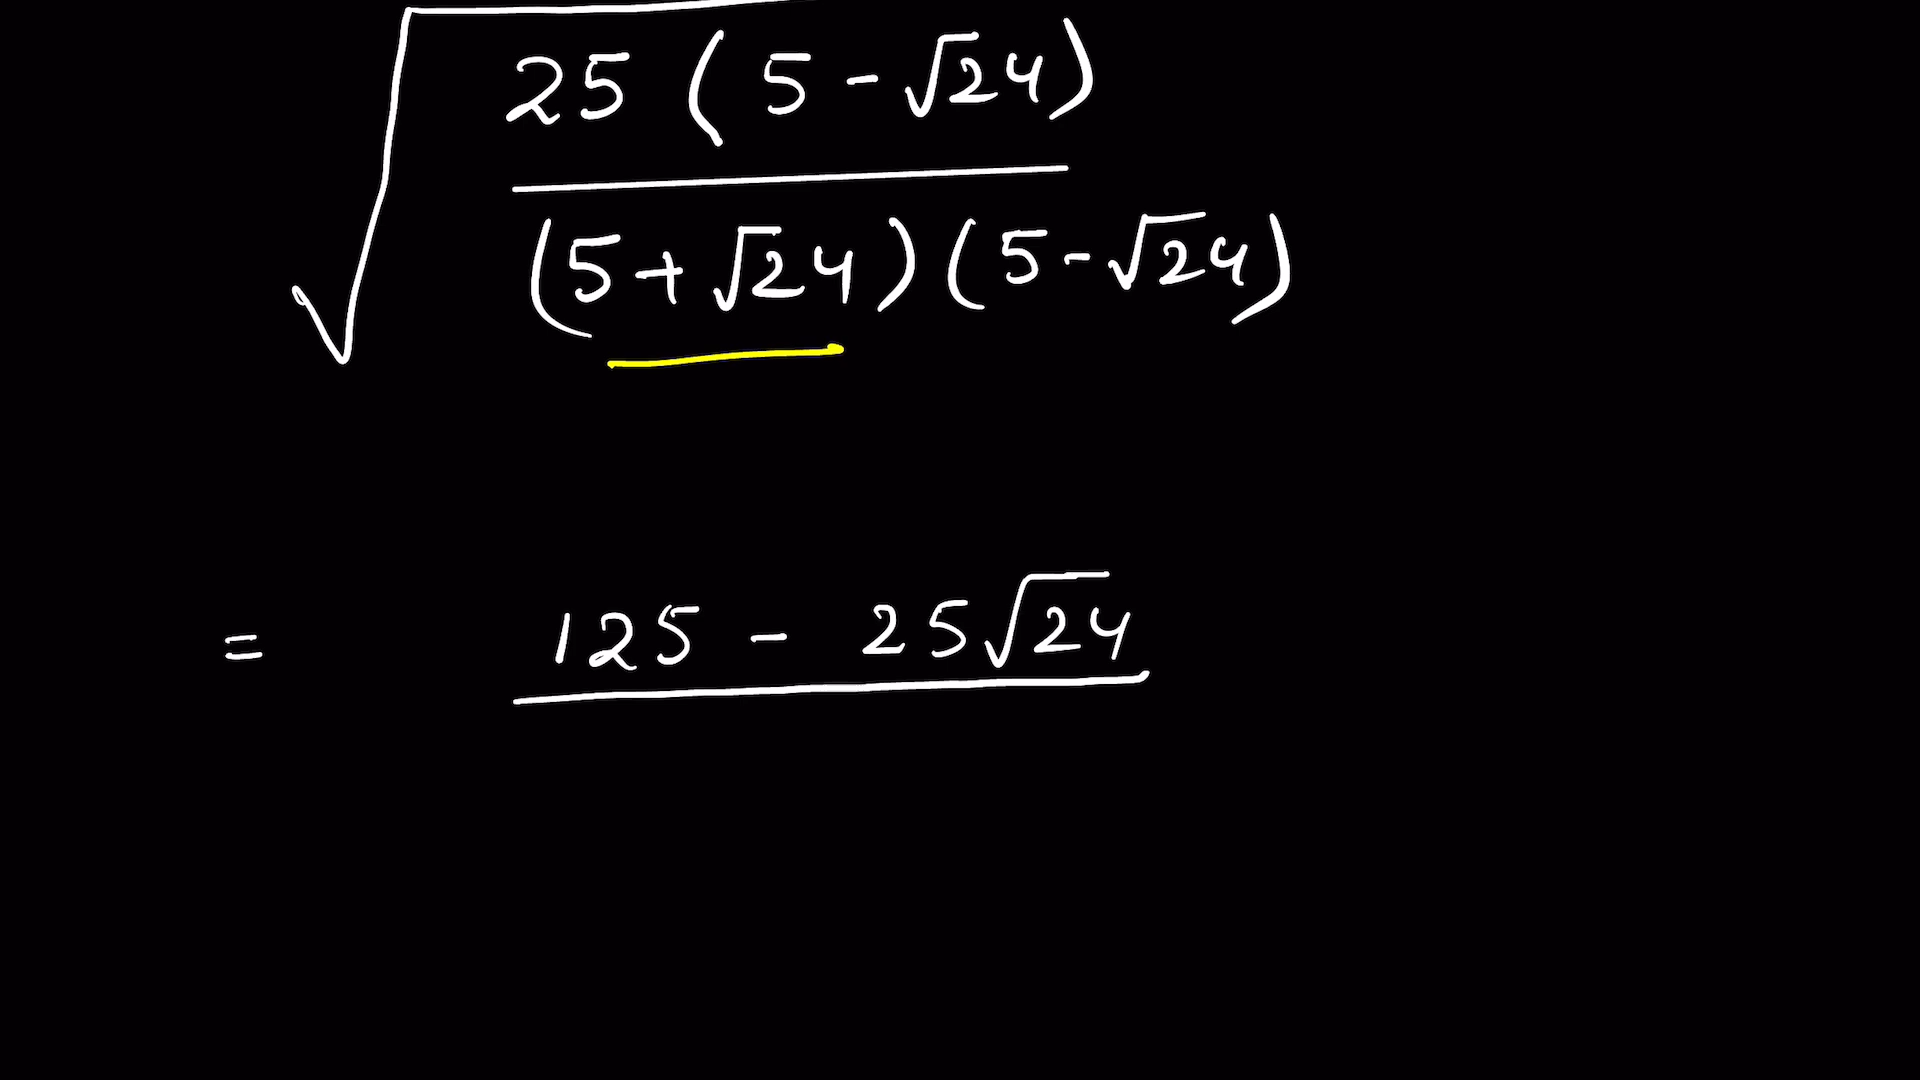 √ 25 ( 5 - √24)
(5 + √24 ) ( 5 - √24)
= 125 - 25√24